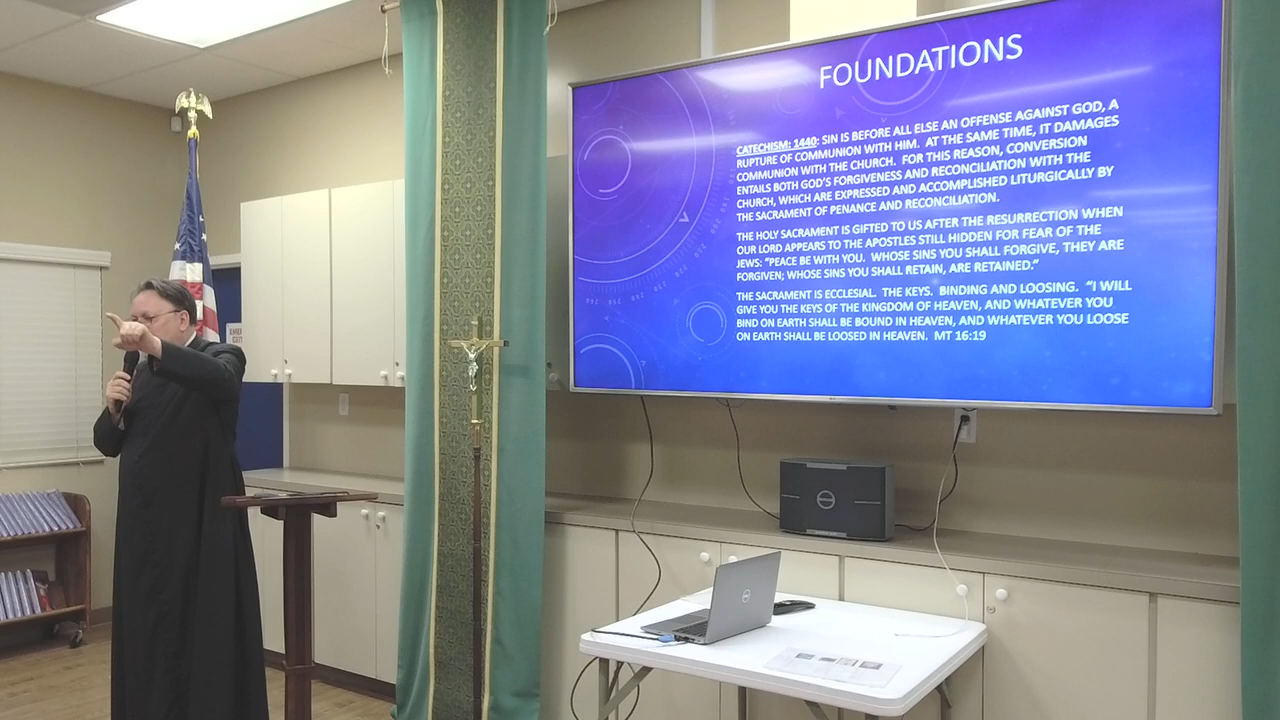 FOUNDATIONS
CATECHISM: 1440: SIN IS BEFORE ALL ELSE AN OFFENSE AGAINST GOD, A
RUPTURE OF COMMUNION WITH HIM. AT THE SAME TIME, IT DAMAGES
COMMUNION WITH THE CHURCH. FOR THIS REASON, CONVERSION
ENTAILS BOTH GOD'S FORGIVENESS AND RECONCILIATION WITH THE
CHURCH, WHICH ARE EXPRESSED AND ACCOMPLISHED LITURGICALLY BY
THE SACRAMENT OF PENANCE AND RECONCILIATION.
THE HOLY SACRAMENT IS GIFTED TO US AFTER THE RESURRECTION WHEN
OUR LORD APPEARS TO THE APOSTLES STILL HIDDEN FOR FEAR OF THE
JEWS: "PEACE BE WITH YOU. WHOSE SINS YOU SHALL FORGIVE, THEY ARE
FORGIVEN; WHOSE SINS YOU SHALL RETAIN, ARE RETAINED."
THE SACRAMENT IS ECCLESIAL. THE KEYS. BINDING AND LOOSING. "I WILL
GIVE YOU THE KEYS OF THE KINGDOM OF HEAVEN, AND WHATEVER YOU
BIND ON EARTH SHALL BE BOUND IN HEAVEN, AND WHATEVER YOU LOOSE
ON EARTH SHALL BE LOOSED IN HEAVEN. MT 16:19